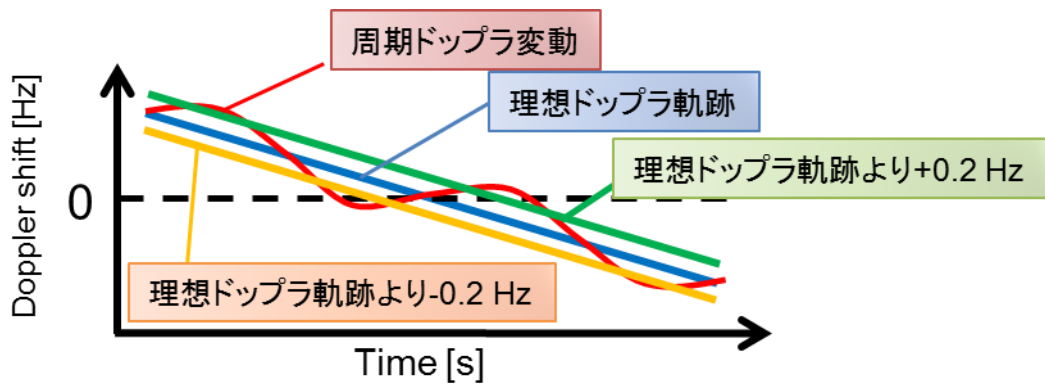 周期ドップラ変動
理想ドップラ軌跡
理想ドップラ軌跡より+0.2 Hz
Doppler shift [Hz]
0
理想ドップラ軌跡より-0.2 Hz
Time [s]